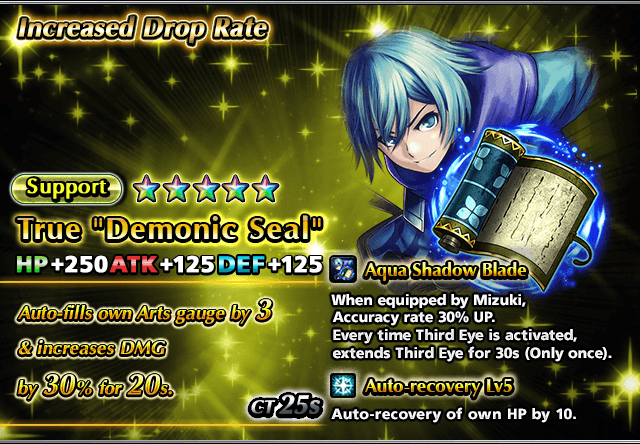 Increased Drop Rate
Support
True "Demonic Seal"
HP+250 ATK+125 DEF+125
Auto-fills own Arts gauge by 3
& increases DMG
by 30% for 20s.
CT 25s
Aqua Shadow Blade
When equipped by Mizuki,
Accuracy rate 30% UP.
Every time Third Eye is activated,
extends Third Eye for 30s (Only once).
Auto-recovery Lv5
Auto-recovery of own HP by 10.